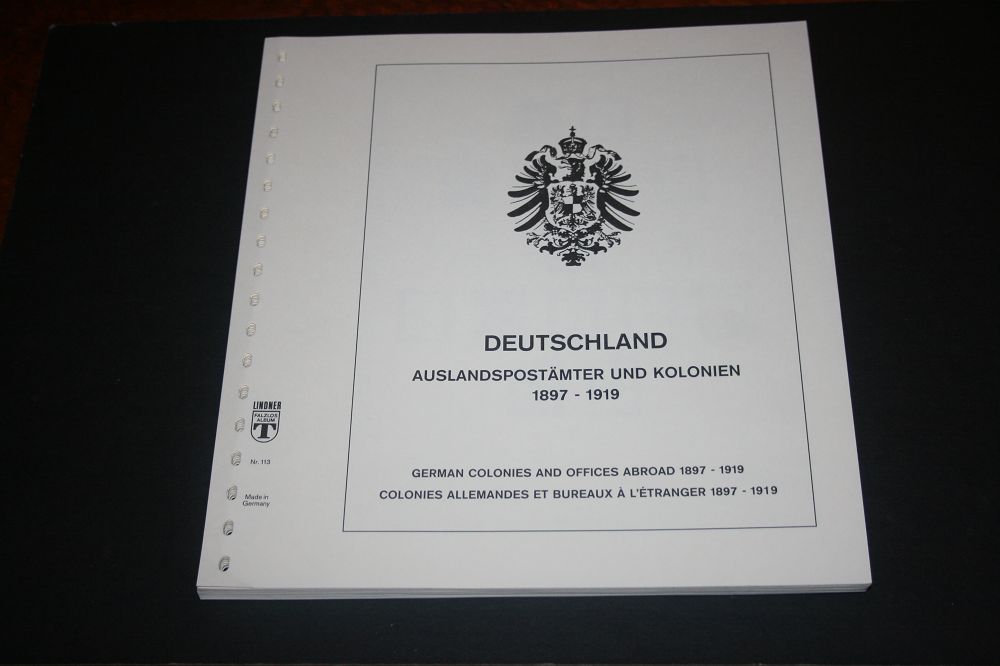 DEUTSCHLAND
AUSLANDSPOSTÄMTER UND KOLONIEN
1897 - 1919
LINDNER
FALZLOS
ALBUM
T
Nr. 113
Made in
Germany
GERMAN COLONIES AND OFFICES ABROAD 1897 - 1919
COLONIES ALLEMANDES ET BUREAUX À L'ÉTRANGER 1897 - 1919